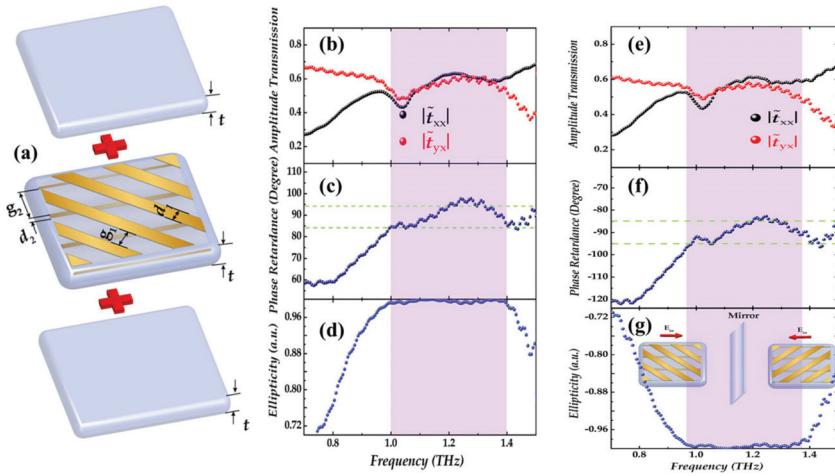 (a)
t
g₂
d₂
g₁
d
t
t
(b)
Amplitude Transmission
0.8
0.6
0.4
0.2
|t̃xx|
|t̃yx|
(c)
Phase Retardance (Degree)
110
100
90
80
70
60
(d)
Ellipticity (a.u.)
0.96
0.88
0.80
0.72
0.8 1.0 1.2 1.4
Frequency (THz)
(e)
Amplitude Transmission
0.8
0.6
0.4
0.2
|t̃xx|
|t̃yx|
(f)
Phase Retardance (Degree)
-70
-80
-90
-100
-110
-120
(g)
Mirror
Ellipticity (a.u.)
-0.72
-0.80
-0.88
-0.96
0.8 1.0 1.2 1.4
Frequency (THz)